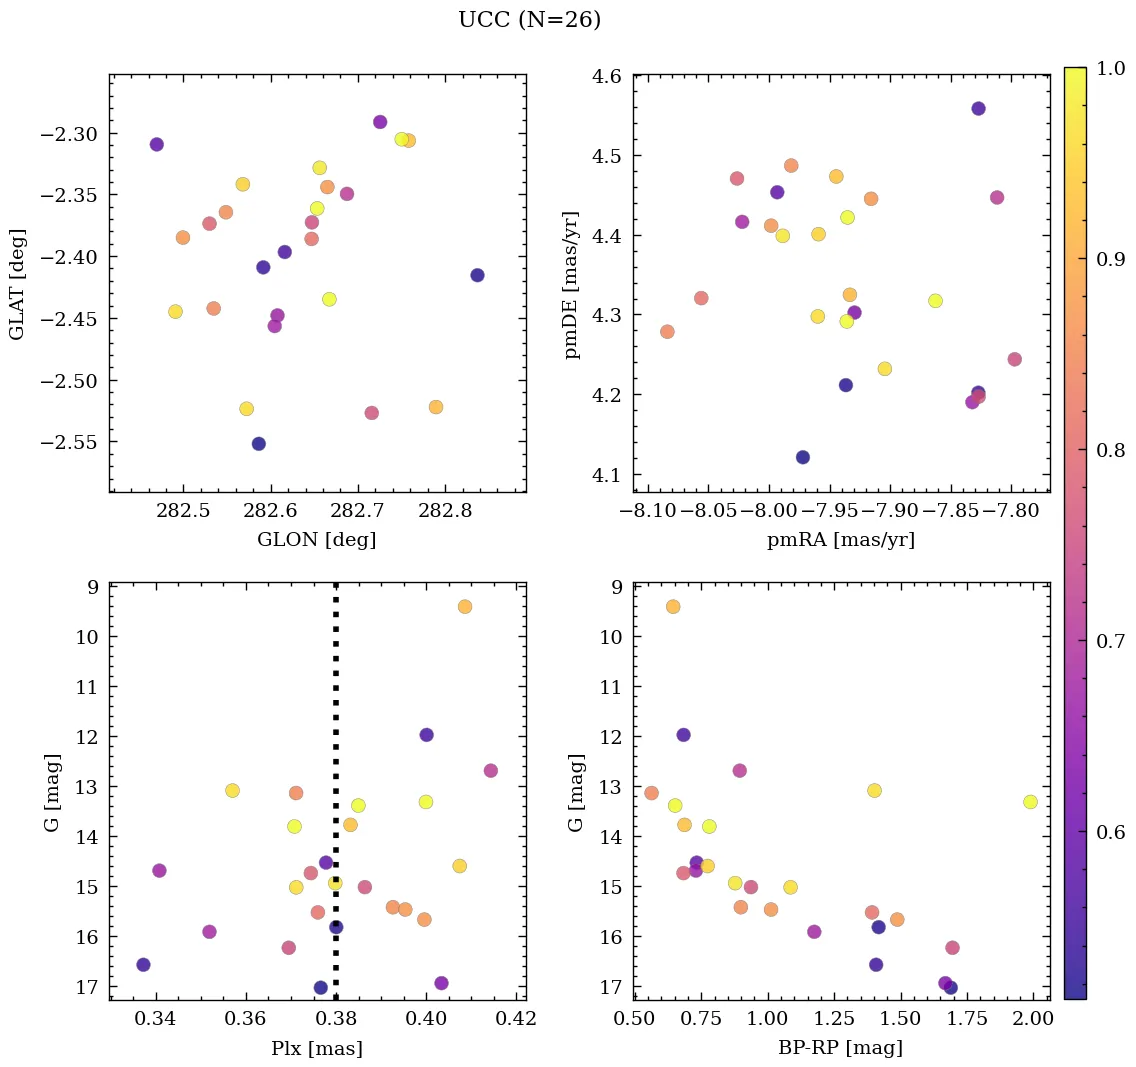 UCC (N=26)
−2.30
−2.35
−2.40
−2.45
−2.50
−2.55
GLAT [deg]
282.5 282.6 282.7 282.8
GLON [deg]
4.6
4.5
4.4
4.3
4.2
4.1
pmDE [mas/yr]
−8.10 −8.05 −8.00 −7.95 −7.90 −7.85 −7.80
pmRA [mas/yr]
9
10
11
12
13
14
15
16
17
G [mag]
0.34 0.36 0.38 0.40 0.42
Plx [mas]
9
10
11
12
13
14
15
16
17
G [mag]
0.50 0.75 1.00 1.25 1.50 1.75 2.00
BP-RP [mag]
1.0
0.9
0.8
0.7
0.6